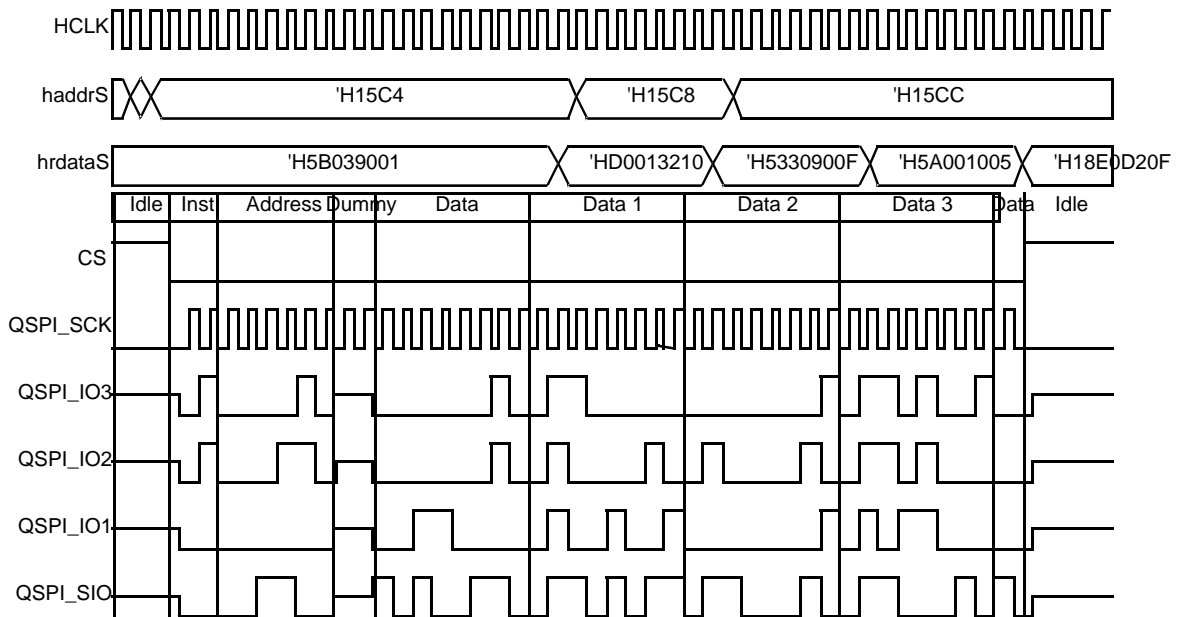 HCLK
haddrS 'H15C4 'H15C8 'H15CC
hrdataS 'H5B039001 'HD0013210 'H5330900F 'H5A001005 'H18E0D20F
Idle Inst Address Dummy Data Data 1 Data 2 Data 3 Data Idle
CS
QSPI_SCK
QSPI_IO3
QSPI_IO2
QSPI_IO1
QSPI_SIO